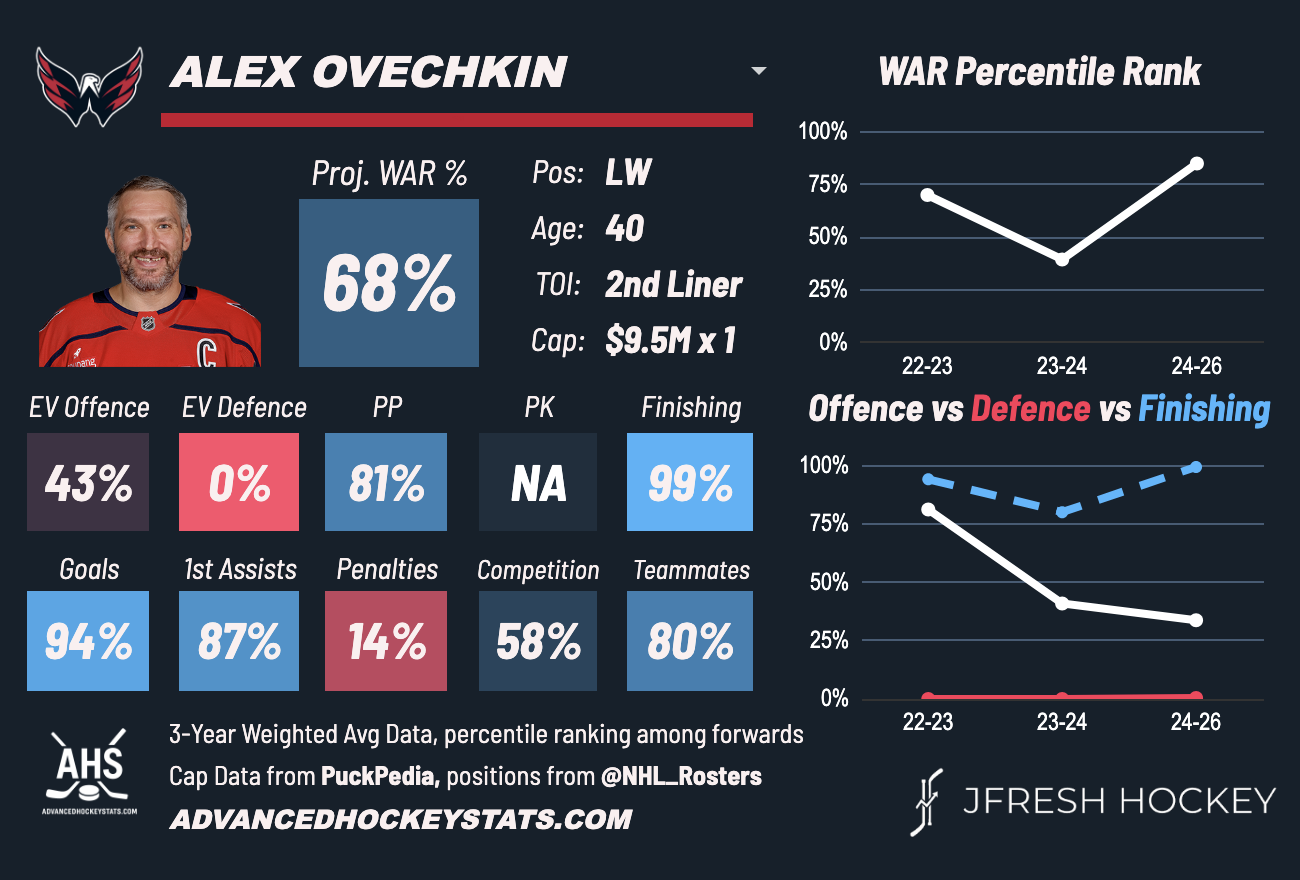 ALEX OVECHKIN
Proj. WAR %
68%
Pos: LW
Age: 40
TOI: 2nd Liner
Cap: $9.5M x 1
C
EV Offence EV Defence PP PK Finishing
43% 0% 81% NA 99%
Goals 1st Assists Penalties Competition Teammates
94% 87% 14% 58% 80%
WAR Percentile Rank
100%
75%
50%
25%
0%
22-23 23-24 24-26
Offence vs Defence vs Finishing
100%
75%
50%
25%
0%
22-23 23-24 24-26
AHS
ADVANCEDHOCKEYSTATS.COM
3-Year Weighted Avg Data, percentile ranking among forwards
Cap Data from PuckPedia, positions from @NHL_Rosters
ADVANCEDHOCKEYSTATS.COM
JFRESH HOCKEY